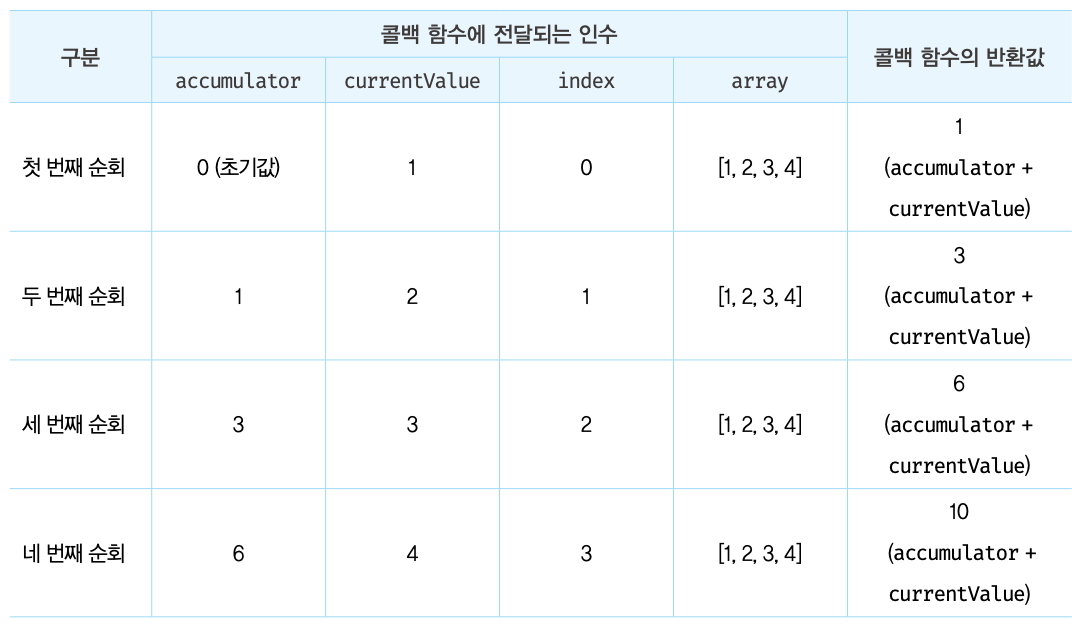 구분
콜백 함수에 전달되는 인수
콜백 함수의 반환값
accumulator
currentValue
index
array
첫 번째 순회
0 (초기값)
1
0
[1, 2, 3, 4]
1
(accumulator +
currentValue)
두 번째 순회
1
2
1
[1, 2, 3, 4]
3
(accumulator +
currentValue)
세 번째 순회
3
3
2
[1, 2, 3, 4]
6
(accumulator +
currentValue)
네 번째 순회
6
4
3
[1, 2, 3, 4]
10
(accumulator +
currentValue)